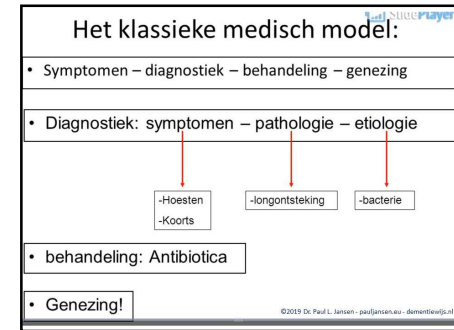 SlidePlayer
Het klassieke medisch model:
• Symptomen – diagnostiek – behandeling – genezing
• Diagnostiek: symptomen – pathologie – etiologie
-Hoesten
-Koorts
-longontsteking
-bacterie
• behandeling: Antibiotica
• Genezing!
©2019 Dr. Paul L. Jansen - pauljansen.eu - dementiewijs.nl